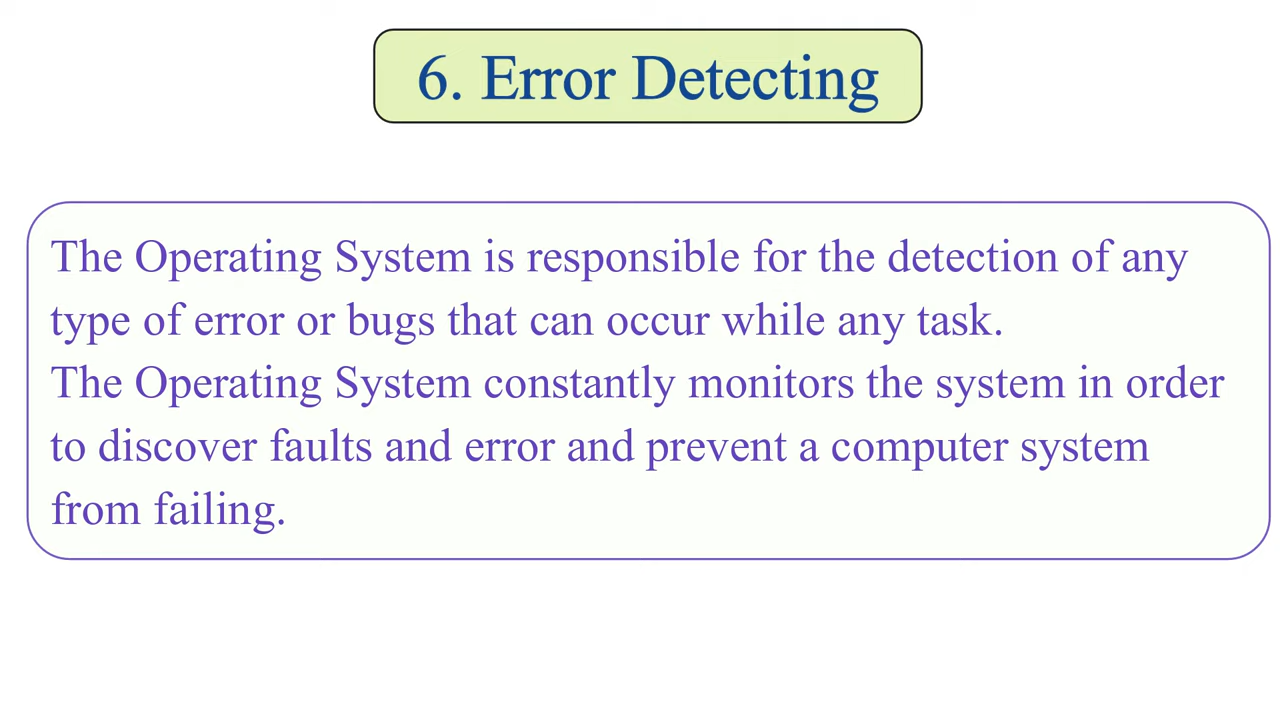 6. Error Detecting
The Operating System is responsible for the detection of any
type of error or bugs that can occur while any task.
The Operating System constantly monitors the system in order
to discover faults and error and prevent a computer system
from failing.